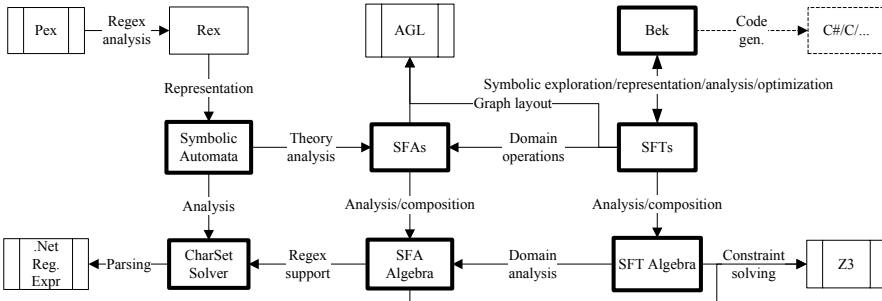 Pex
Regex
analysis
Rex
AGL
Bek
Code
gen.
C#/C/...
Representation
Symbolic exploration/representation/analysis/optimization
Graph layout
Symbolic
Automata
Theory
analysis
SFAs
Domain
operations
SFTs
Analysis
Analysis/composition
Analysis/composition
.Net
Reg.
Expr
Parsing
CharSet
Solver
Regex
support
SFA
Algebra
Domain
analysis
SFT Algebra
Constraint
solving
Z3